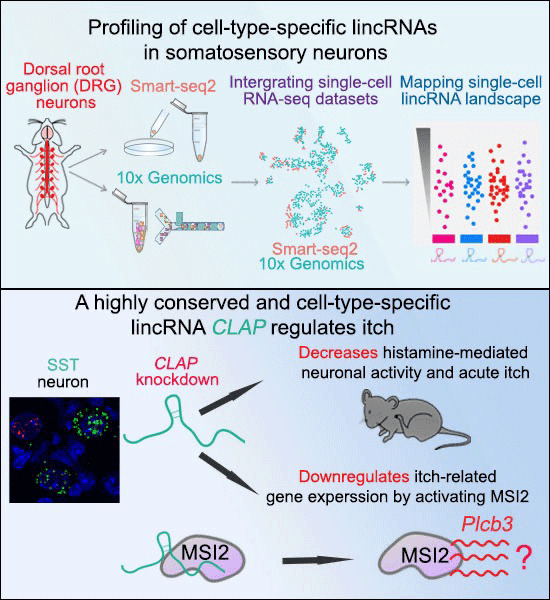 Profiling of cell-type-specific lincRNAs
in somatosensory neurons
Dorsal root
ganglion (DRG)
neurons
Smart-seq2
10x Genomics
Intergrating single-cell
RNA-seq datasets
Smart-seq2
10x Genomics
Mapping single-cell
lincRNA landscape
A highly conserved and cell-type-specific
lincRNA CLAP regulates itch
SST
neuron
CLAP
knockdown
Decreases histamine-mediated
neuronal activity and acute itch
Downregulates itch-related
gene experssion by activating MSI2
MSI2
MSI2
Plcb3
?